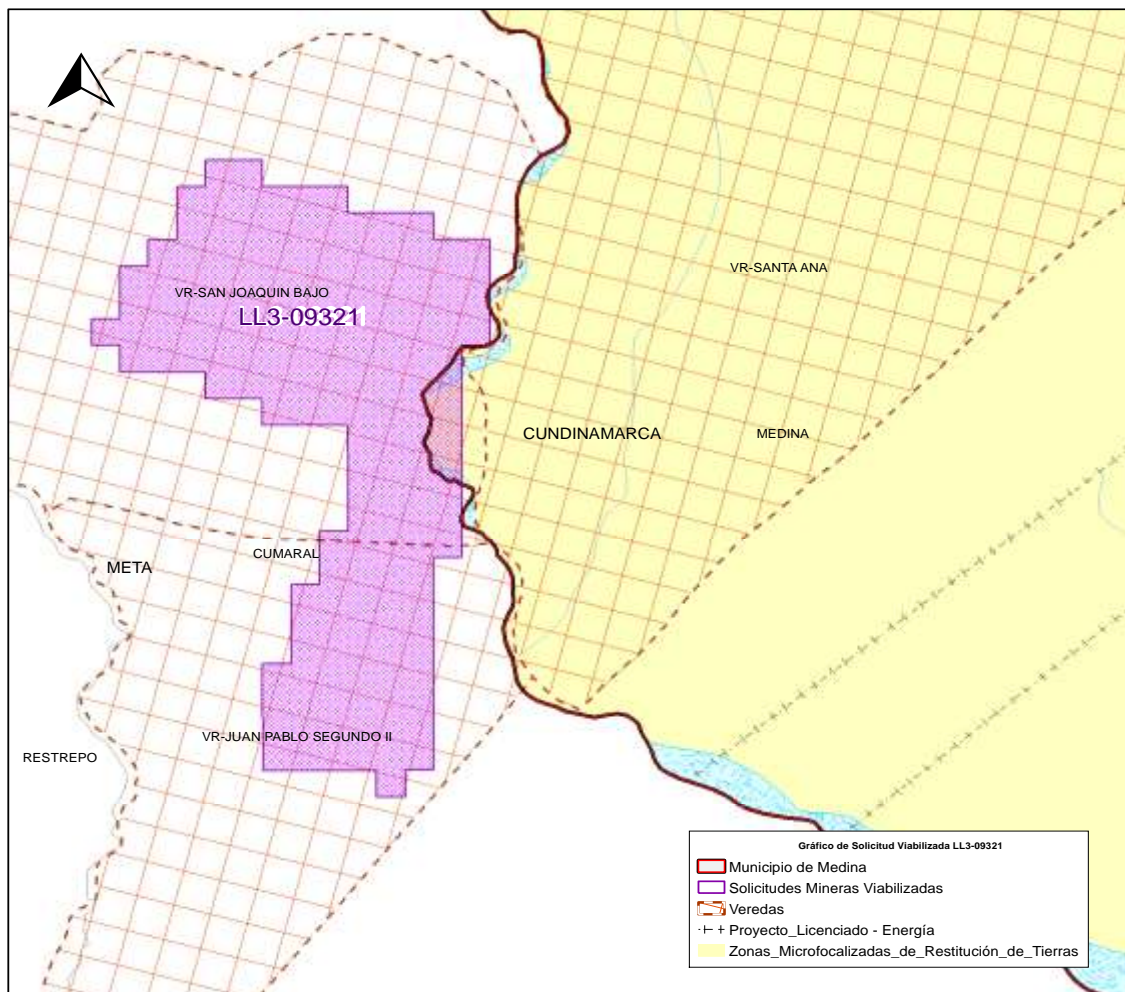 VR-SANTA ANA
VR-SAN JOAQUIN BAJO
LL3-09321
CUNDINAMARCA
MEDINA
CUMARAL
META
VR-JUAN PABLO SEGUNDO II
RESTREPO
Gráfico de Solicitud Viabilizada LL3-09321
Municipio de Medina
Solicitudes Mineras Viabilizadas
Veredas
Proyecto_Licenciado - Energía
Zonas_Microfocalizadas_de_Restitución_de_Tierras